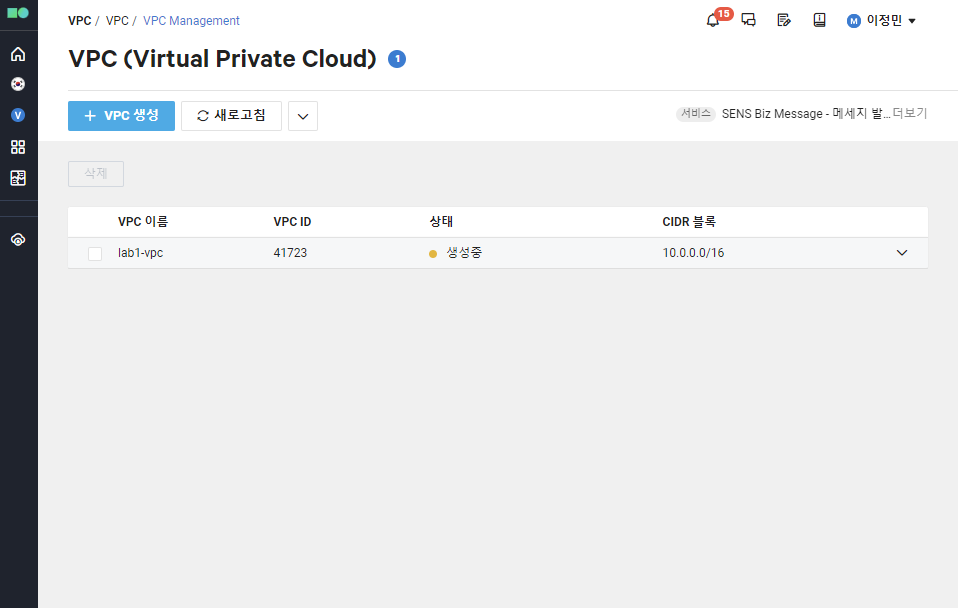 VPC / VPC / VPC Management
15
M 이정민
VPC (Virtual Private Cloud) 1
V
+ VPC 생성
새로고침
서비스 SENS Biz Message - 메세지 발... 더보기
삭제
VPC 이름 VPC ID 상태 CIDR 블록
lab1-vpc 41723 생성중 10.0.0.0/16